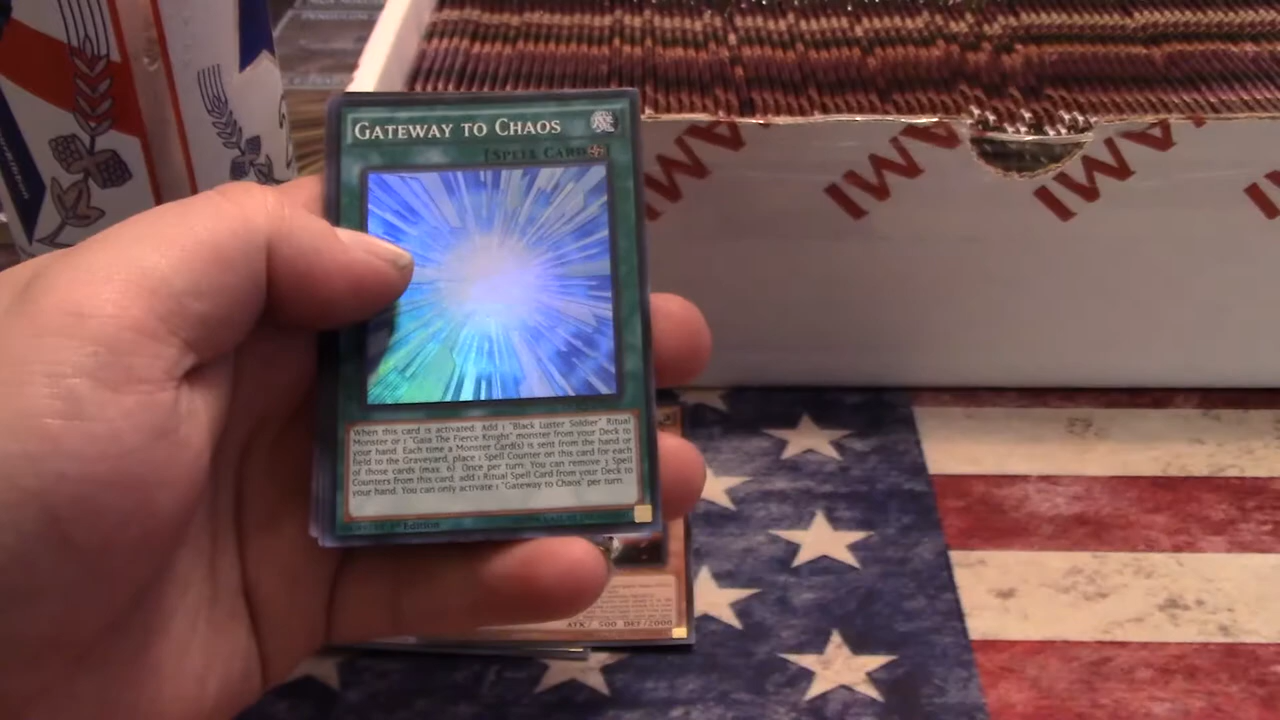 GATEWAY TO CHAOS
[SPELL CARD
When this card is activated: Add 1 "Black Luster Soldier" Ritual
Monster or 1 "Gaia The Fierce Knight" monster from your Deck to
your hand. Each time a Monster Card(s) is sent from the hand or
field to the Graveyard, place 1 Spell Counter on this card for each
of those cards (max. 6). Once per turn: You can remove 3 Spell
Counters from this card; add 1 Ritual Spell Card from your Deck to
your hand. You can only activate 1 "Gateway to Chaos" per turn.
1st Edition
ATK/ 500 DEF/2000
AMI
AMI
AMI